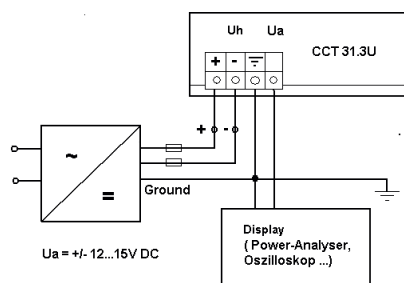 Uh Ua
CCT 31.3U
+ -
+ -
~
=
Ground
Ua = +/- 12...15V DC
Display
( Power-Analyser,
Oszilloskop ...)